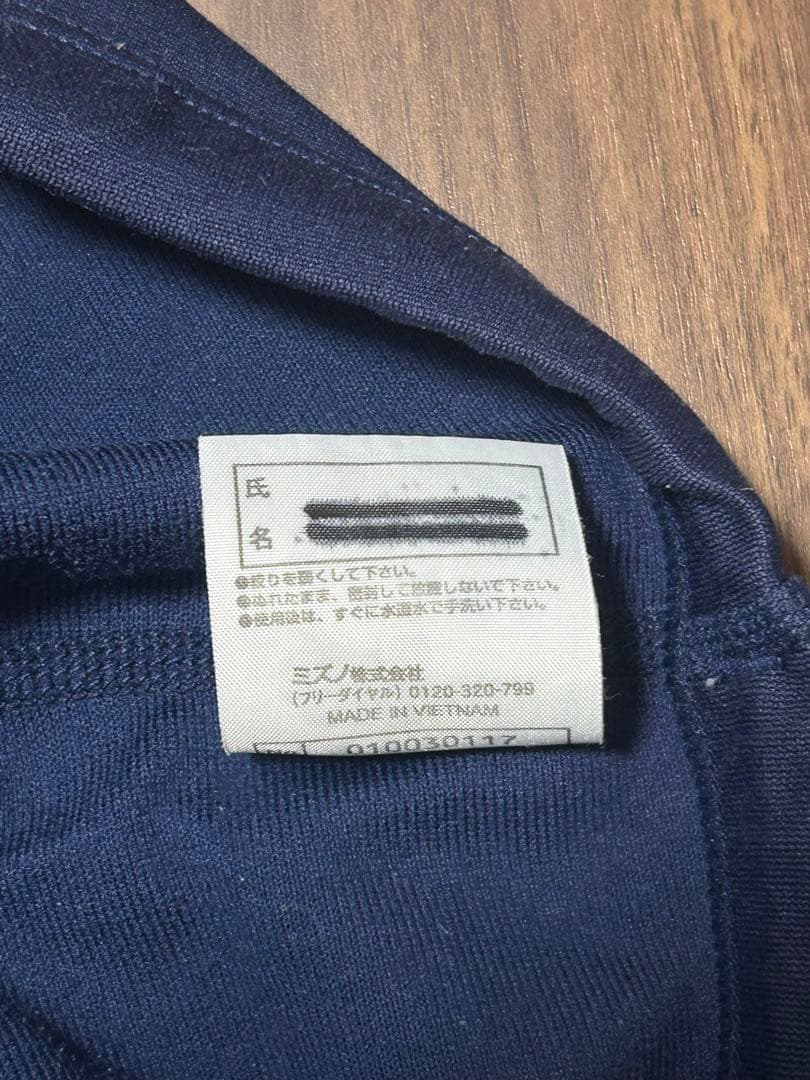 氏
名
●絞りを弱くして下さい。
●ぬれたまま、密封して放置しないで下さい。
●使用後は、すぐに水道水で手洗い下さい。
ミズノ株式会社
(フリーダイヤル) 0120-320-799
MADE IN VIETNAM
No 010030117